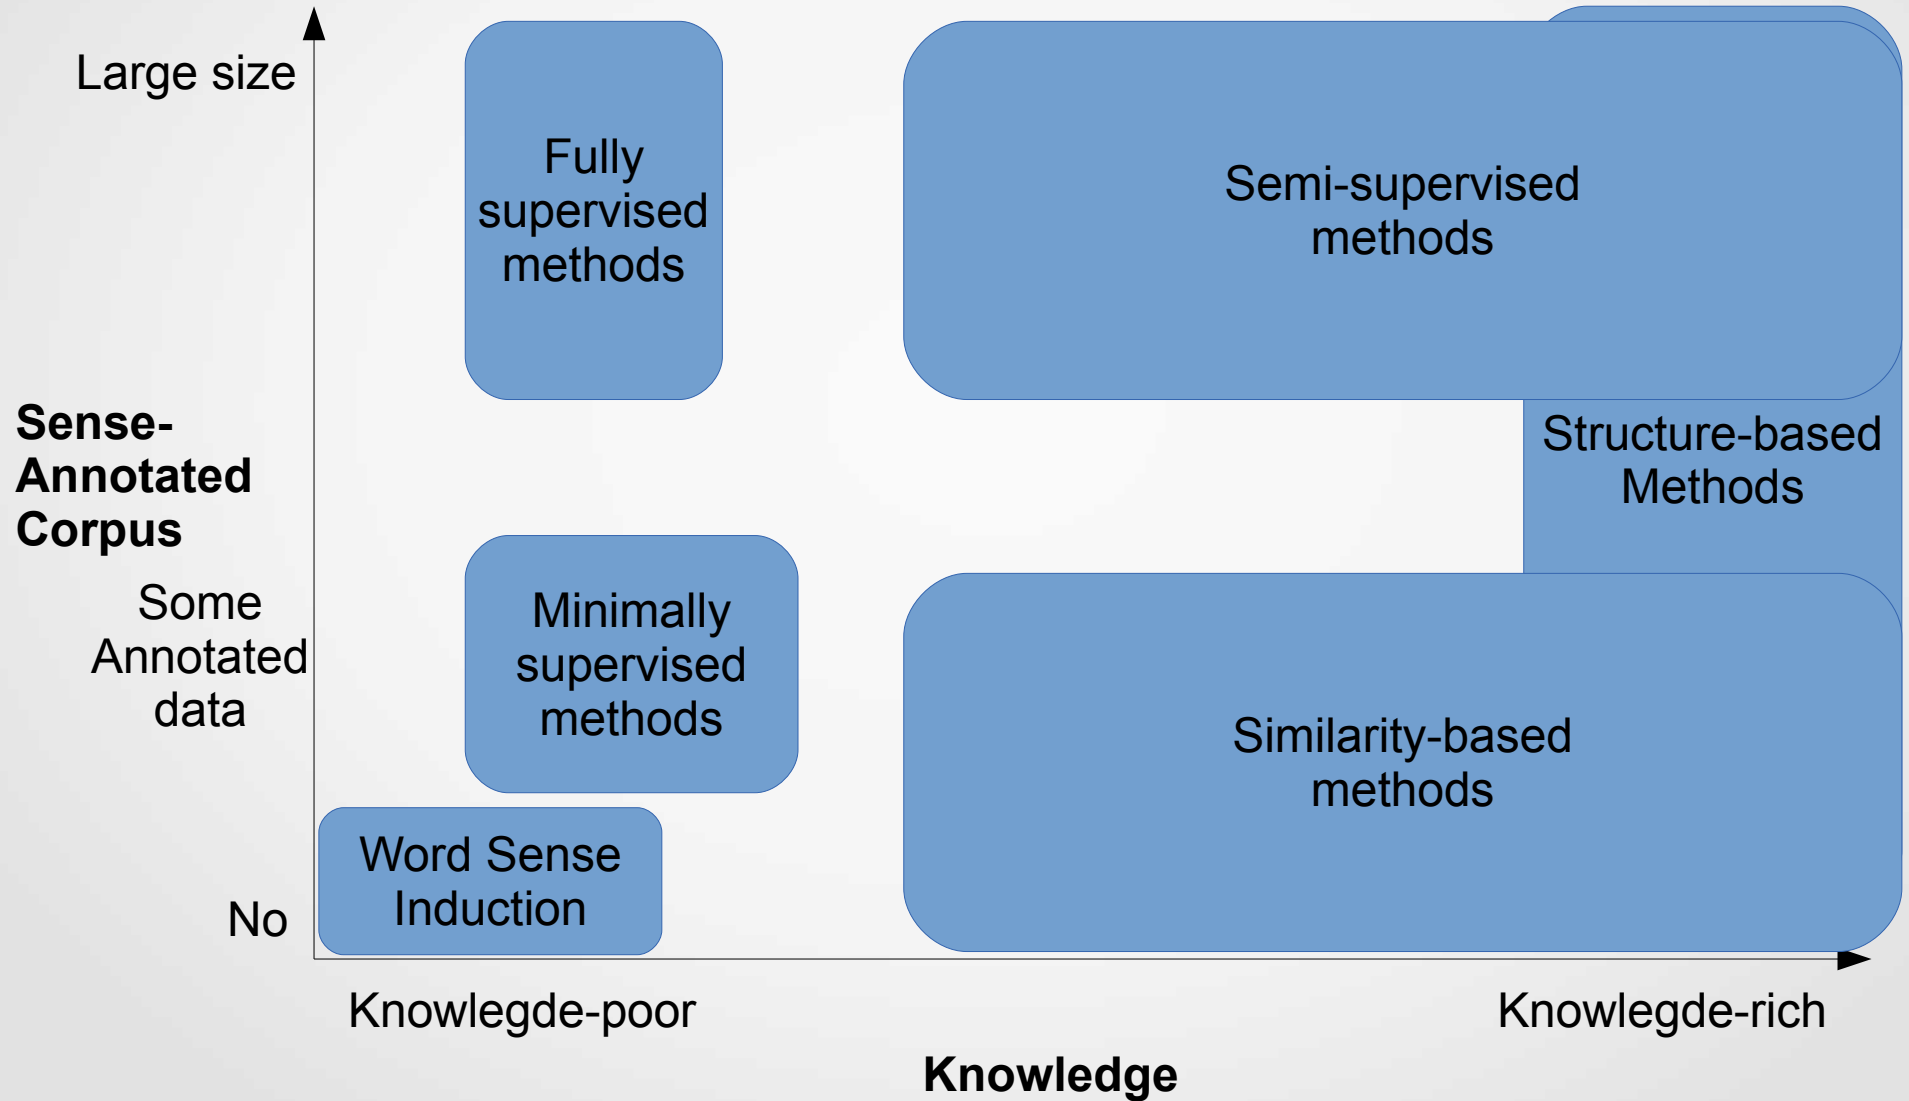 Large size
Fully
supervised
methods
Semi-supervised
methods
Sense-
Annotated
Corpus
Structure-based
Methods
Some
Annotated
data
Minimally
supervised
methods
Similarity-based
methods
Word Sense
Induction
No
Knowlegde-poor
Knowlegde-rich
Knowledge